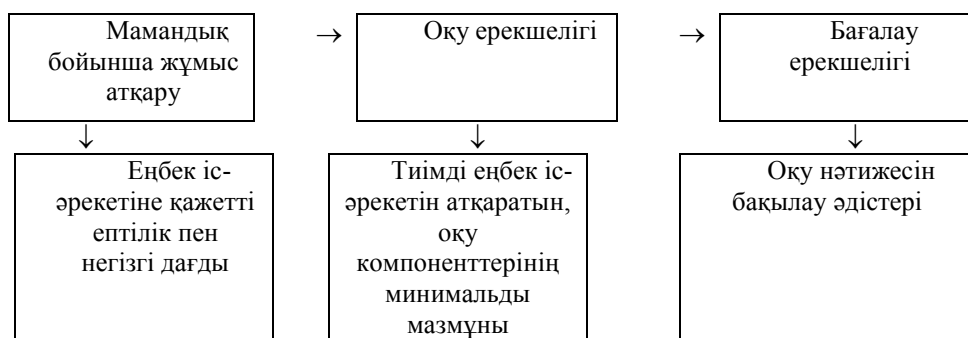 Мамандық
бойынша жұмыс
атқару
→
Оқу ерекшелігі
→
Бағалау
ерекшелігі
↓
↓
↓
Еңбек іс-
әрекетіне қажетті
ептілік пен
негізгі дағды
Тиімді еңбек іс-
әрекетін атқаратын,
оқу
компоненттерінің
минимальды
мазмұны
Оқу нәтижесін
бақылау әдістері